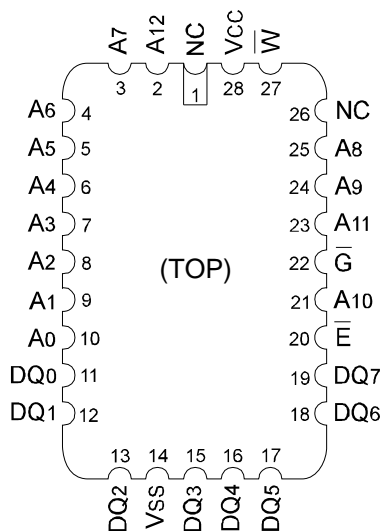 A7 A12 NC VCC W̅
3 2 1 28 27
A6 4 26 NC
A5 5 25 A8
A4 6 24 A9
A3 7 23 A11
A2 8 (TOP) 22 G̅
A1 9 21 A10
A0 10 20 E̅
DQ0 11 19 DQ7
DQ1 12 18 DQ6
13 14 15 16 17
DQ2 VSS DQ3 DQ4 DQ5